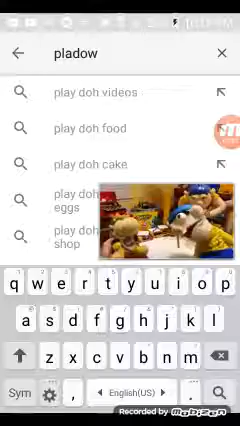 pladow
play doh videos
play doh food
play doh cake
play doh
eggs
play doh
shop
q w e r t y u i o p
a s d f g h j k l
z x c v b n m
Sym , English(US) .
Recorded by mobizen